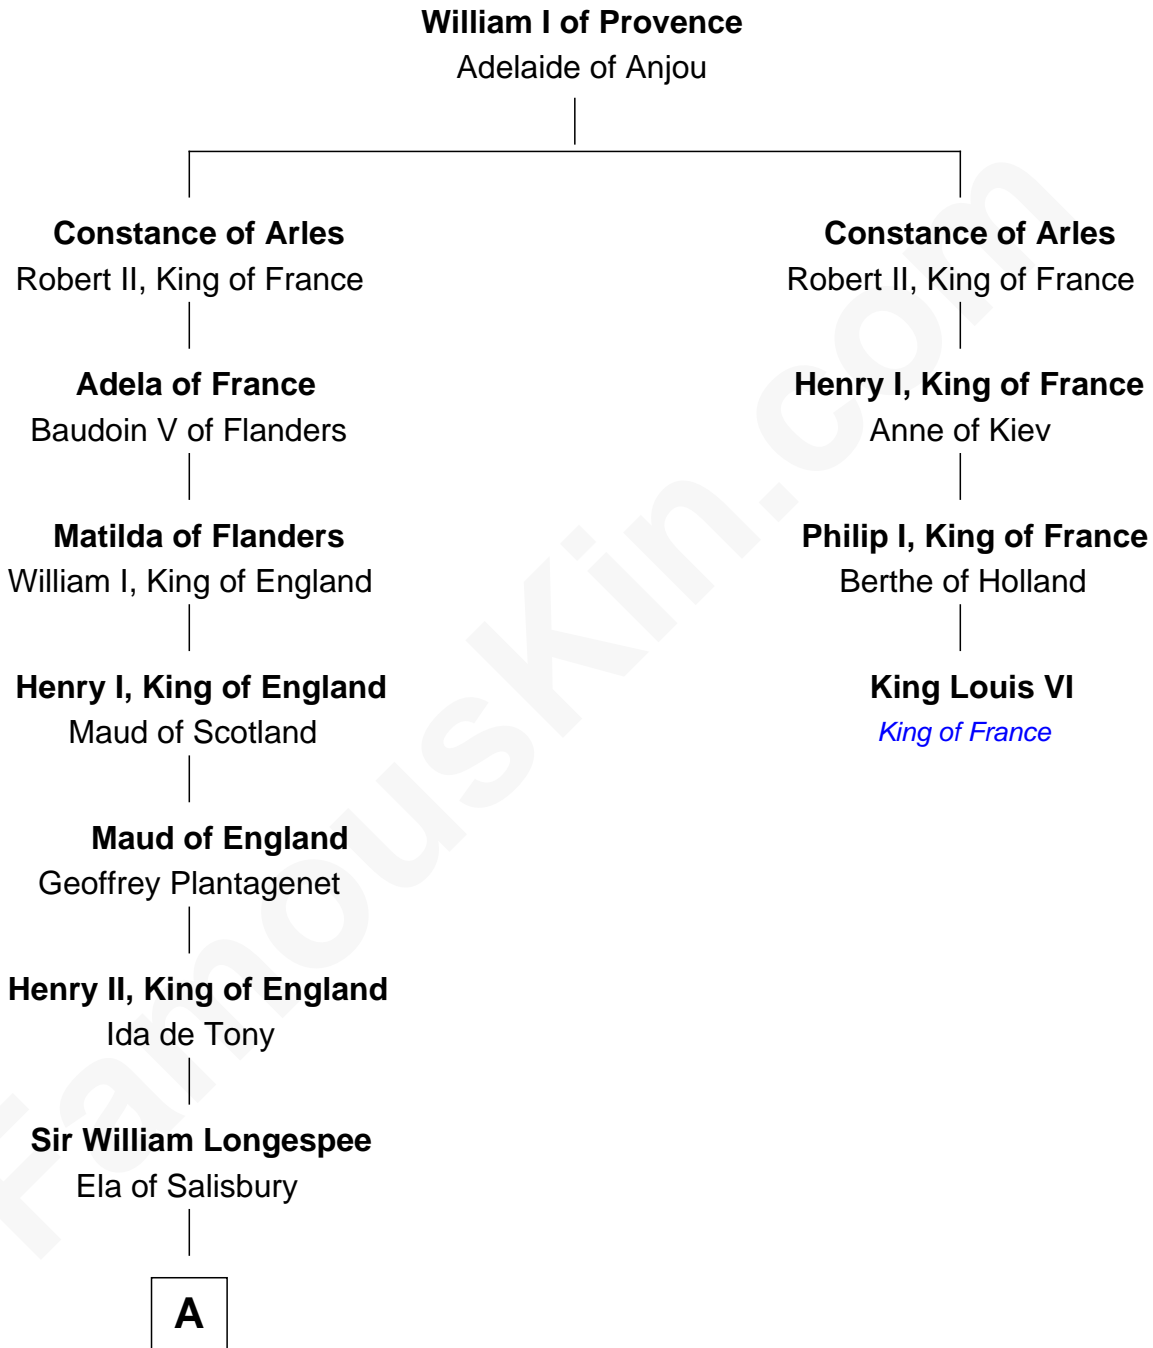 William I of Provence
Adelaide of Anjou
Constance of Arles
Robert II, King of France
Adela of France
Baudoin V of Flanders
Matilda of Flanders
William I, King of England
Henry I, King of England
Maud of Scotland
Maud of England
Geoffrey Plantagenet
Henry II, King of England
Ida de Tony
Sir William Longespee
Ela of Salisbury
A
Constance of Arles
Robert II, King of France
Henry I, King of France
Anne of Kiev
Philip I, King of France
Berthe of Holland
King Louis VI
King of France
FamousKin.com